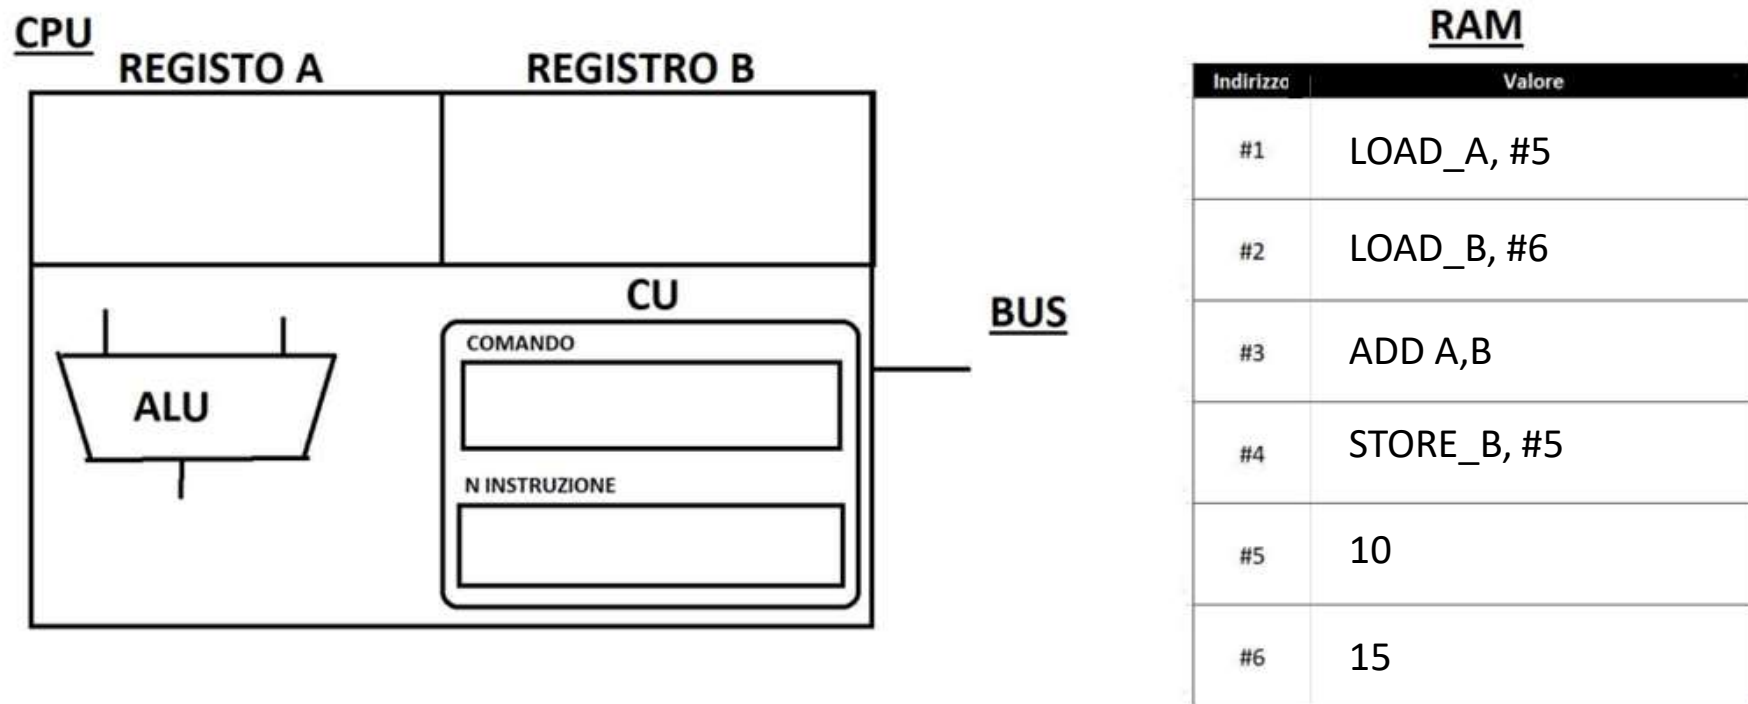 CPU
REGISTO A
REGISTRO B
ALU
CU
COMANDO
N INSTRUZIONE
BUS
RAM
Indirizzo Valore
#1 LOAD_A, #5
#2 LOAD_B, #6
#3 ADD A,B
#4 STORE_B, #5
#5 10
#6 15